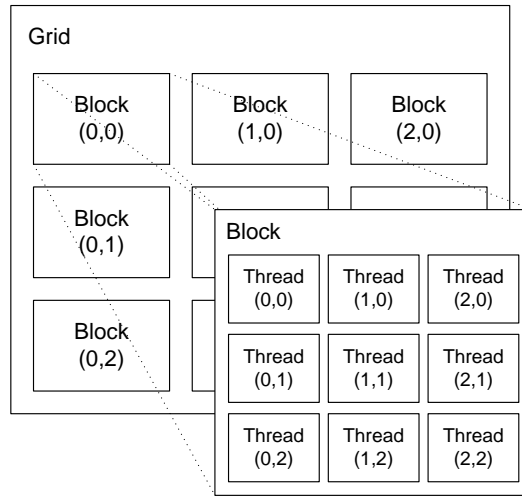 Grid
Block
(0,0)
Block
(1,0)
Block
(2,0)
Block
(0,1)
Block
(0,2)
Block
Thread
(0,0)
Thread
(1,0)
Thread
(2,0)
Thread
(0,1)
Thread
(1,1)
Thread
(2,1)
Thread
(0,2)
Thread
(1,2)
Thread
(2,2)